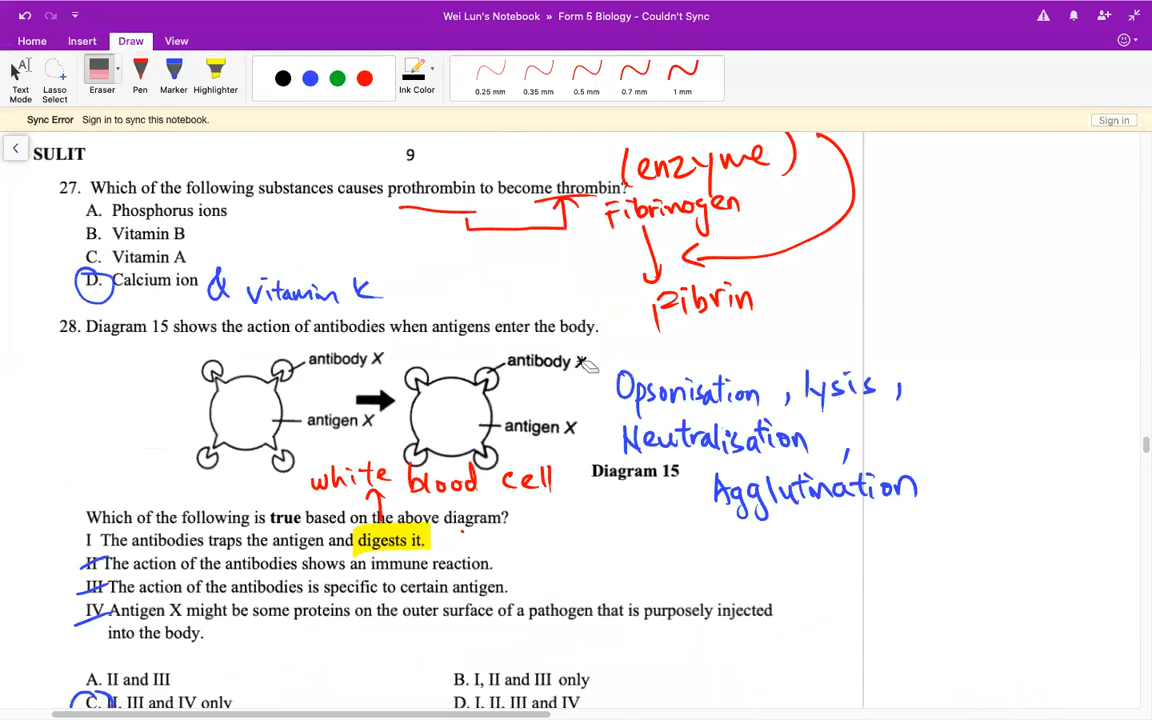 Wei Lun's Notebook » Form 5 Biology - Couldn't Sync
Home Insert Draw View
Text Mode
Lasso Select
Eraser
Pen
Marker
Highlighter
Ink Color
0.25 mm 0.35 mm 0.5 mm 0.7 mm 1 mm
Sync Error Sign in to sync this notebook. Sign in
SULIT 9
(enzyme)
27. Which of the following substances causes prothrombin to become thrombin?
A. Phosphorus ions
Fibrinogen
B. Vitamin B
C. Vitamin A
D. Calcium ion & vitamin K
Fibrin
28. Diagram 15 shows the action of antibodies when antigens enter the body.
antibody X antibody X
antigen X antigen X
Opsonisation , lysis ,
Neutralisation ,
Agglutination
Diagram 15
white blood cell
Which of the following is true based on the above diagram?
I The antibodies traps the antigen and digests it.
II The action of the antibodies shows an immune reaction.
III The action of the antibodies is specific to certain antigen.
IV Antigen X might be some proteins on the outer surface of a pathogen that is purposely injected
into the body.
A. II and III B. I, II and III only
C. II, III and IV only D. I, II, III and IV